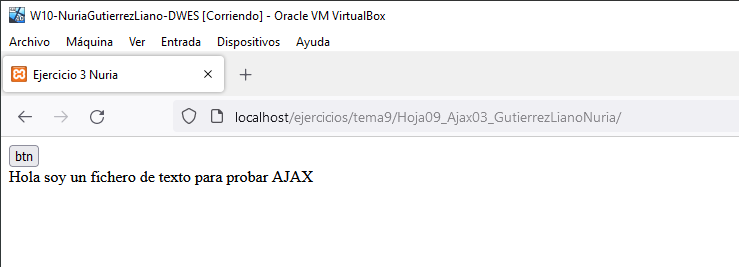 W10-NuriaGutierrezLiano-DWES [Corriendo] - Oracle VM VirtualBox
Archivo Máquina Ver Entrada Dispositivos Ayuda
Ejercicio 3 Nuria
localhost/ejercicios/tema9/Hoja09_Ajax03_GutierrezLianoNuria/
btn
Hola soy un fichero de texto para probar AJAX